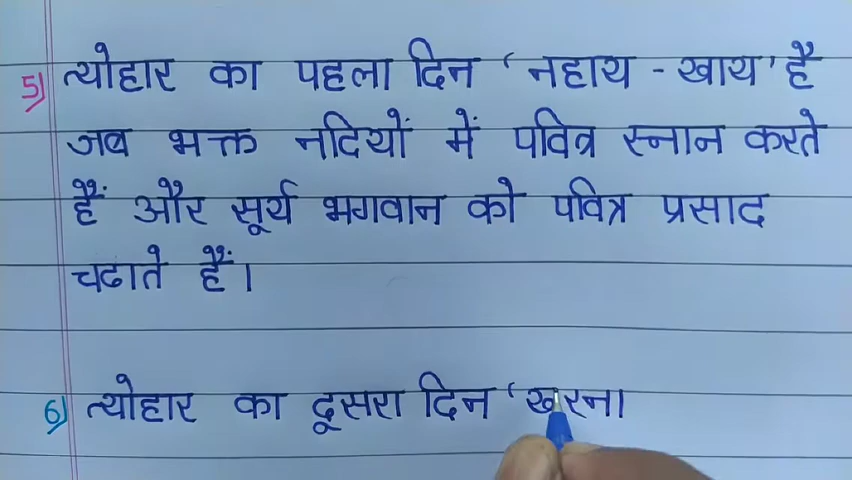 5) त्योहार का पहला दिन ‘नहाय - खाय’ है
जब भक्त नदियों में पवित्र स्नान करते
हैं और सूर्य भगवान को पवित्र प्रसाद
चढाते हैं।
6) त्योहार का दूसरा दिन ‘खरना